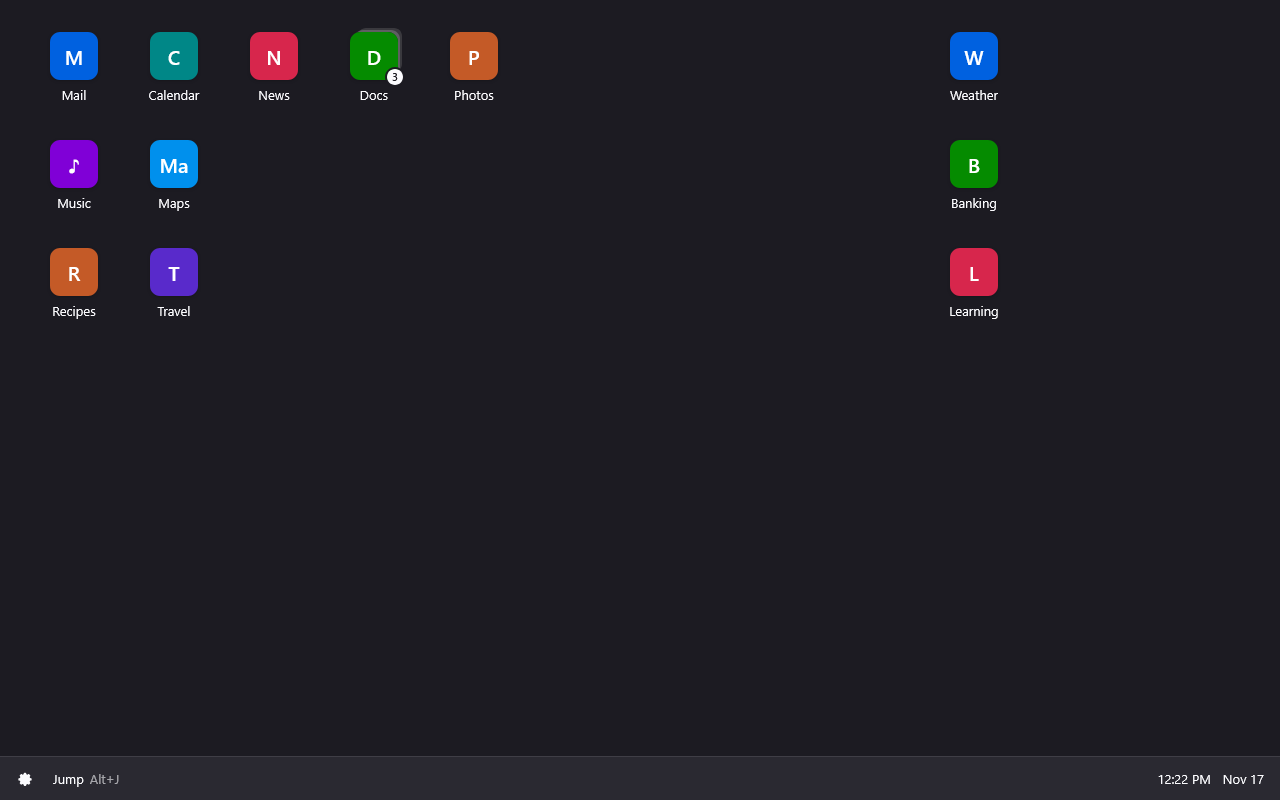 M C N D P W
3
Mail Calendar News Docs Photos Weather
♪ Ma B
Music Maps Banking
R T L
Recipes Travel Learning
Jump Alt+J 12:22 PM Nov 17